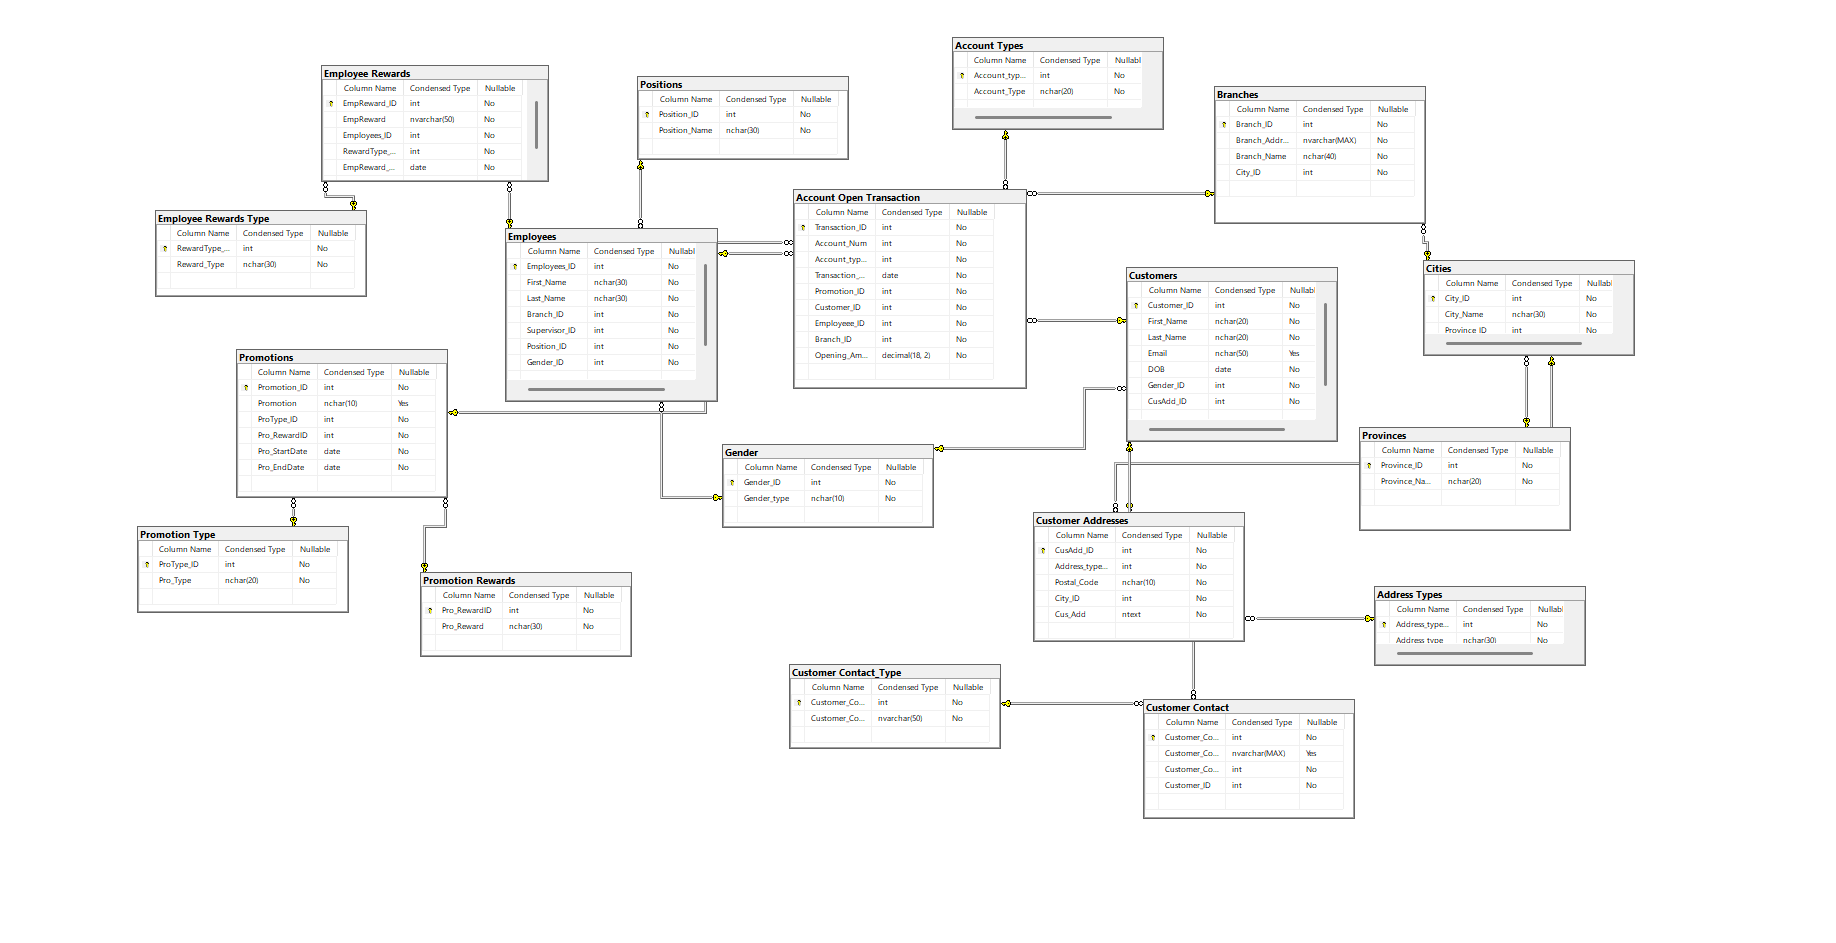 Account Types
Column Name Condensed Type Nullabl
Account_typ... int No
Account_Type nchar(20) No
Employee Rewards
Column Name Condensed Type Nullable
EmpReward_ID int No
EmpReward nvarchar(50) No
Employees_ID int No
RewardType_... int No
EmpReward_... date No
Positions
Column Name Condensed Type Nullable
Position_ID int No
Position_Name nchar(30) No
Branches
Column Name Condensed Type Nullable
Branch_ID int No
Branch_Addr... nvarchar(MAX) No
Branch_Name nchar(40) No
City_ID int No
Account Open Transaction
Column Name Condensed Type Nullable
Transaction_ID int No
Account_Num int No
Account_typ... int No
Transaction_... date No
Promotion_ID int No
Customer_ID int No
Employeee_ID int No
Branch_ID int No
Opening_Am... decimal(18, 2) No
Employee Rewards Type
Column Name Condensed Type Nullable
RewardType_... int No
Reward_Type nchar(30) No
Employees
Column Name Condensed Type Nullabl
Employees_ID int No
First_Name nchar(30) No
Last_Name nchar(30) No
Branch_ID int No
Supervisor_ID int No
Position_ID int No
Gender_ID int No
Customers
Column Name Condensed Type Nullabl
Customer_ID int No
First_Name nchar(20) No
Last_Name nchar(20) No
Email nchar(50) Yes
DOB date No
Gender_ID int No
CusAdd_ID int No
Cities
Column Name Condensed Type Nullabl
City_ID int No
City_Name nchar(30) No
Province_ID int No
Promotions
Column Name Condensed Type Nullable
Promotion_ID int No
Promotion nchar(10) Yes
ProType_ID int No
Pro_RewardID int No
Pro_StartDate date No
Pro_EndDate date No
Gender
Column Name Condensed Type Nullable
Gender_ID int No
Gender_type nchar(10) No
Provinces
Column Name Condensed Type Nullable
Province_ID int No
Province_Na... nchar(20) No
Promotion Type
Column Name Condensed Type Nullable
ProType_ID int No
Pro_Type nchar(20) No
Promotion Rewards
Column Name Condensed Type Nullable
Pro_RewardID int No
Pro_Reward nchar(30) No
Customer Addresses
Column Name Condensed Type Nullable
CusAdd_ID int No
Address_type... int No
Postal_Code nchar(10) No
City_ID int No
Cus_Add ntext No
Address Types
Column Name Condensed Type Nullabl
Address_type... int No
Address_type nchar(30) No
Customer Contact_Type
Column Name Condensed Type Nullable
Customer_Co... int No
Customer_Co... nvarchar(50) No
Customer Contact
Column Name Condensed Type Nullable
Customer_Co... int No
Customer_Co... nvarchar(MAX) Yes
Customer_Co... int No
Customer_ID int No